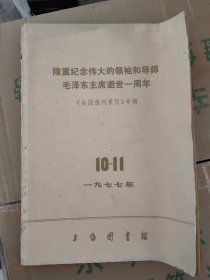 隆重纪念伟大的领袖和导师
毛泽东主席逝世一周年
《全国报刊索引》专辑
10-11
一九七七年
上海图书馆